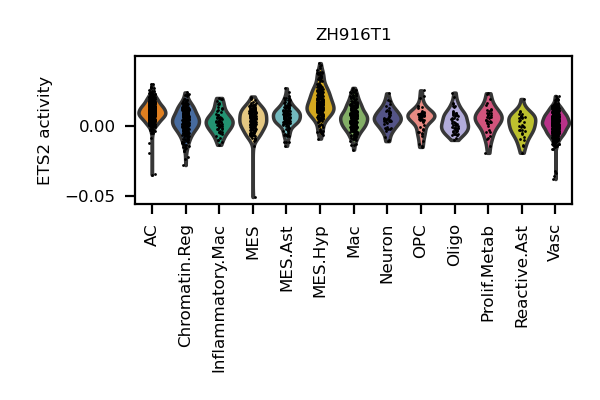 ZH916T1
ETS2 activity
0.00
−0.05
AC
Chromatin.Reg
Inflammatory.Mac
MES
MES.Ast
MES.Hyp
Mac
Neuron
OPC
Oligo
Prolif.Metab
Reactive.Ast
Vasc